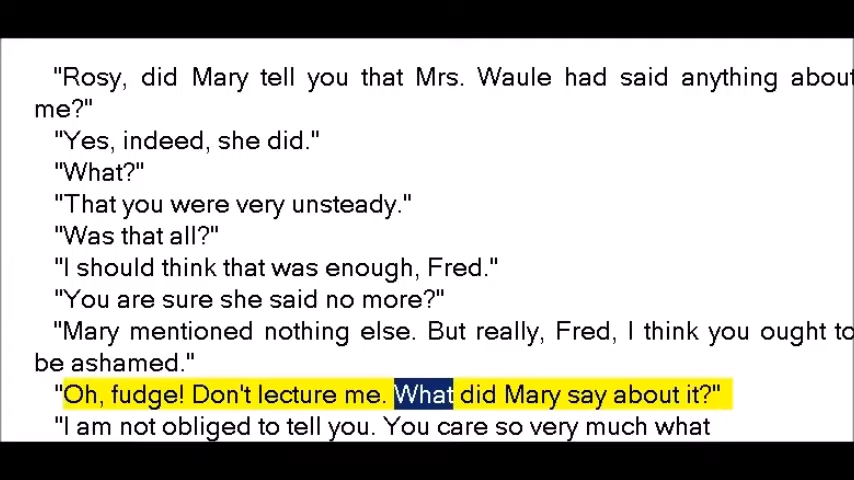 "Rosy, did Mary tell you that Mrs. Waule had said anything about
me?"
"Yes, indeed, she did."
"What?"
"That you were very unsteady."
"Was that all?"
"I should think that was enough, Fred."
"You are sure she said no more?"
"Mary mentioned nothing else. But really, Fred, I think you ought to
be ashamed."
"Oh, fudge! Don't lecture me. What did Mary say about it?"
"I am not obliged to tell you. You care so very much what